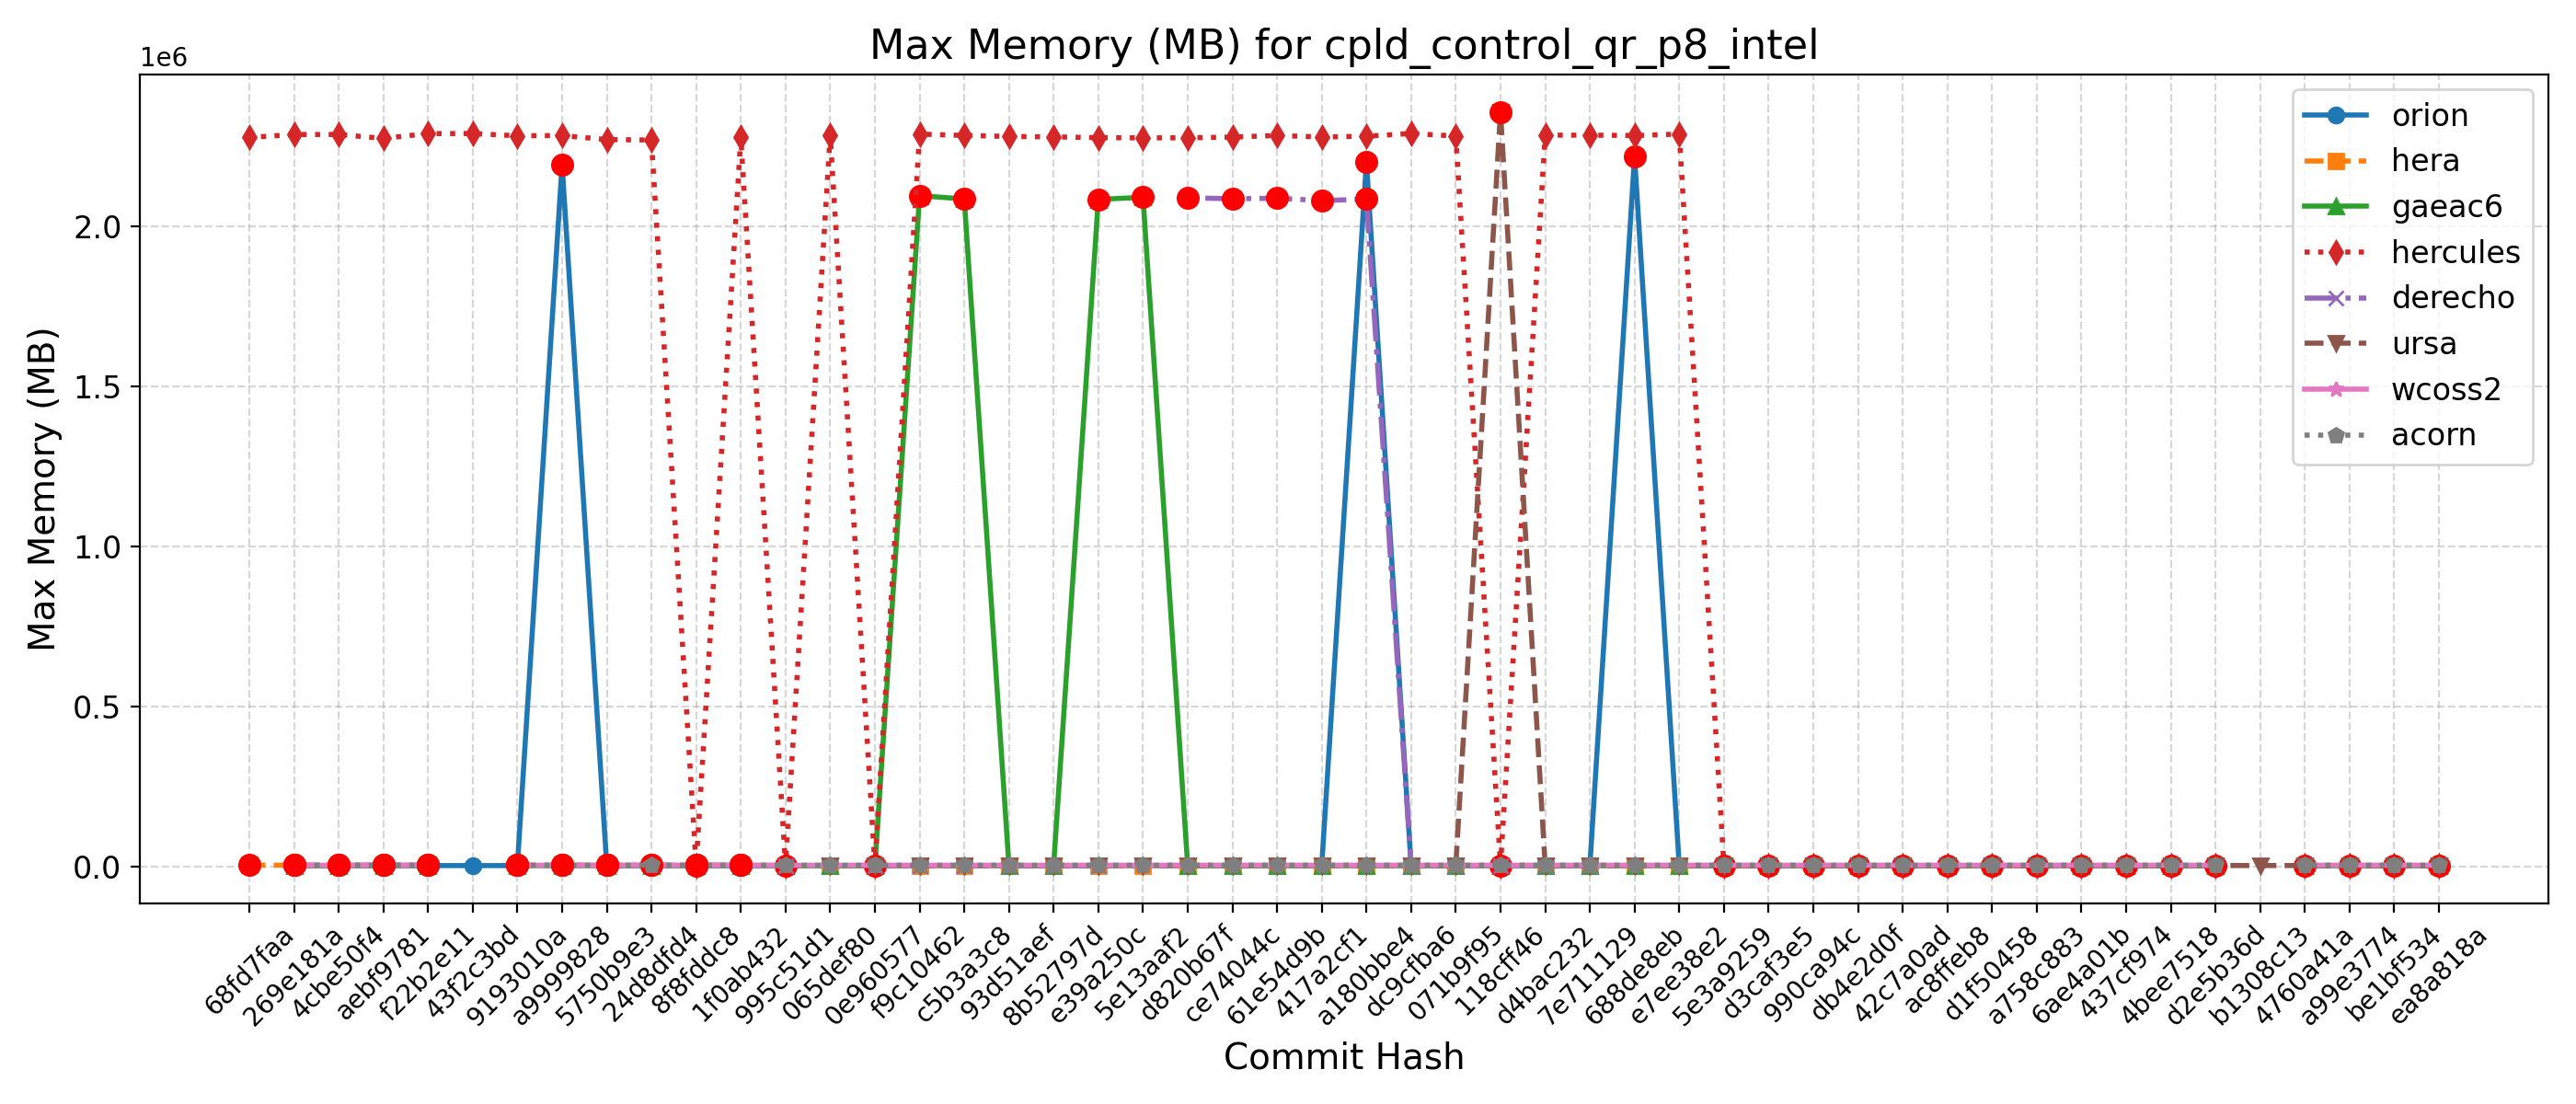 Max Memory (MB) for cpld_control_qr_p8_intel
1e6
Max Memory (MB)
2.0
1.5
1.0
0.5
0.0
orion
hera
gaeac6
hercules
derecho
ursa
wcoss2
acorn
68fd7faa
269e181a
4cbe50f4
aebf9781
f22b2e11
43f2c3bd
9193010a
a9999828
5750b9e3
24d8dfd4
8f8fddc8
1f0ab432
995c51d1
065def80
0e960577
f9c10462
c5b3a3c8
93d51aef
8b52797d
e39a250c
5e13aaf2
d820b67f
ce74044c
61e54d9b
417a2cf1
a180bbe4
dc9cfba6
071b9f95
118cff46
d4bac232
7e711129
688de8eb
e7ee38e2
5e3a9259
d3caf3e5
990ca94c
db4e2d0f
42c7a0ad
ac8ffeb8
d1f50458
a758c883
6ae4a01b
437cf974
4bee7518
d2e5b36d
b1308c13
4760a41a
a99e3774
be1bf534
ea8a818a
Commit Hash